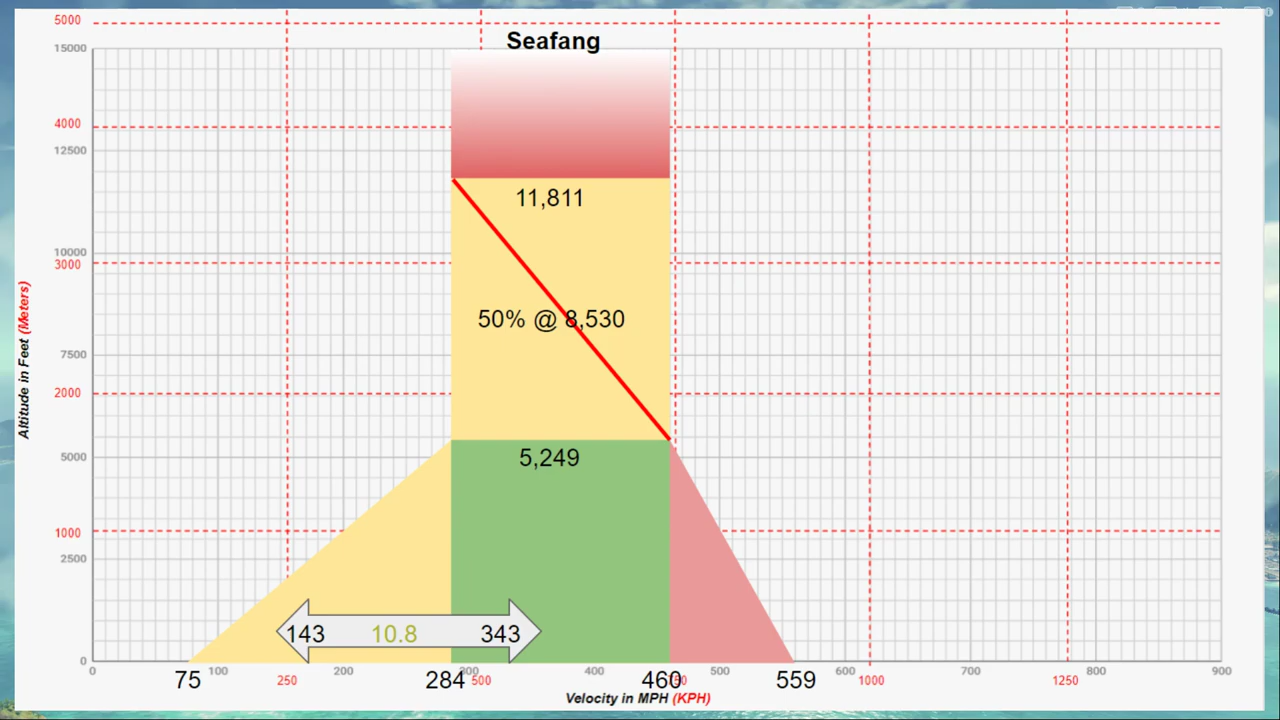 5000
Seafang
15000
4000
12500
11,811
10000
3000
50% @ 8,530
7500
2000
5,249
5000
1000
2500
143 10.8 343
0
0 100 200 300 400 500 600 700 800 900
75 250 284 500 460 559 1000 1250
Velocity in MPH (KPH)
Altitude in Feet (Meters)